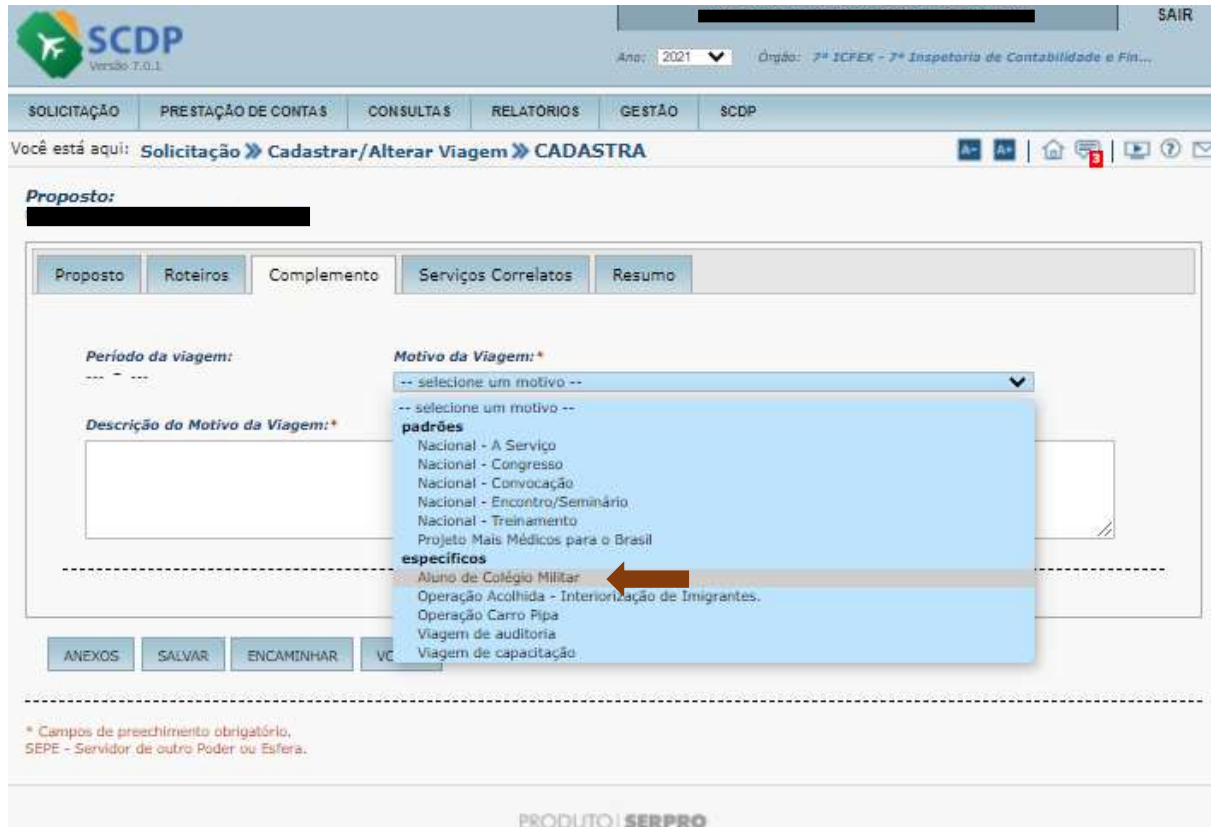 SAIR
SCDP
Versão 7.0.1
Ano: 2021
Órgão: 7ª ICFEX - 7ª Inspetoria de Contabilidade e Fin...
SOLICITAÇÃO PRESTAÇÃO DE CONTAS CONSULTAS RELATÓRIOS GESTÃO SCDP
Você está aqui: Solicitação » Cadastrar/Alterar Viagem » CADASTRA
A- A+ 3
Proposto:
Proposto Roteiros Complemento Serviços Correlatos Resumo
Período da viagem: Motivo da Viagem:*
--- - --- -- selecione um motivo --
-- selecione um motivo --
Descrição do Motivo da Viagem:*
padrões
Nacional - A Serviço
Nacional - Congresso
Nacional - Convocação
Nacional - Encontro/Seminário
Nacional - Treinamento
Projeto Mais Médicos para o Brasil
específicos
Aluno de Colégio Militar
Operação Acolhida - Interiorização de Imigrantes.
Operação Carro Pipa
Viagem de auditoria
Viagem de capacitação
ANEXOS SALVAR ENCAMINHAR VO
* Campos de preechimento obrigatório.
SEPE - Servidor de outro Poder ou Esfera.
PRODUTO | SERPRO